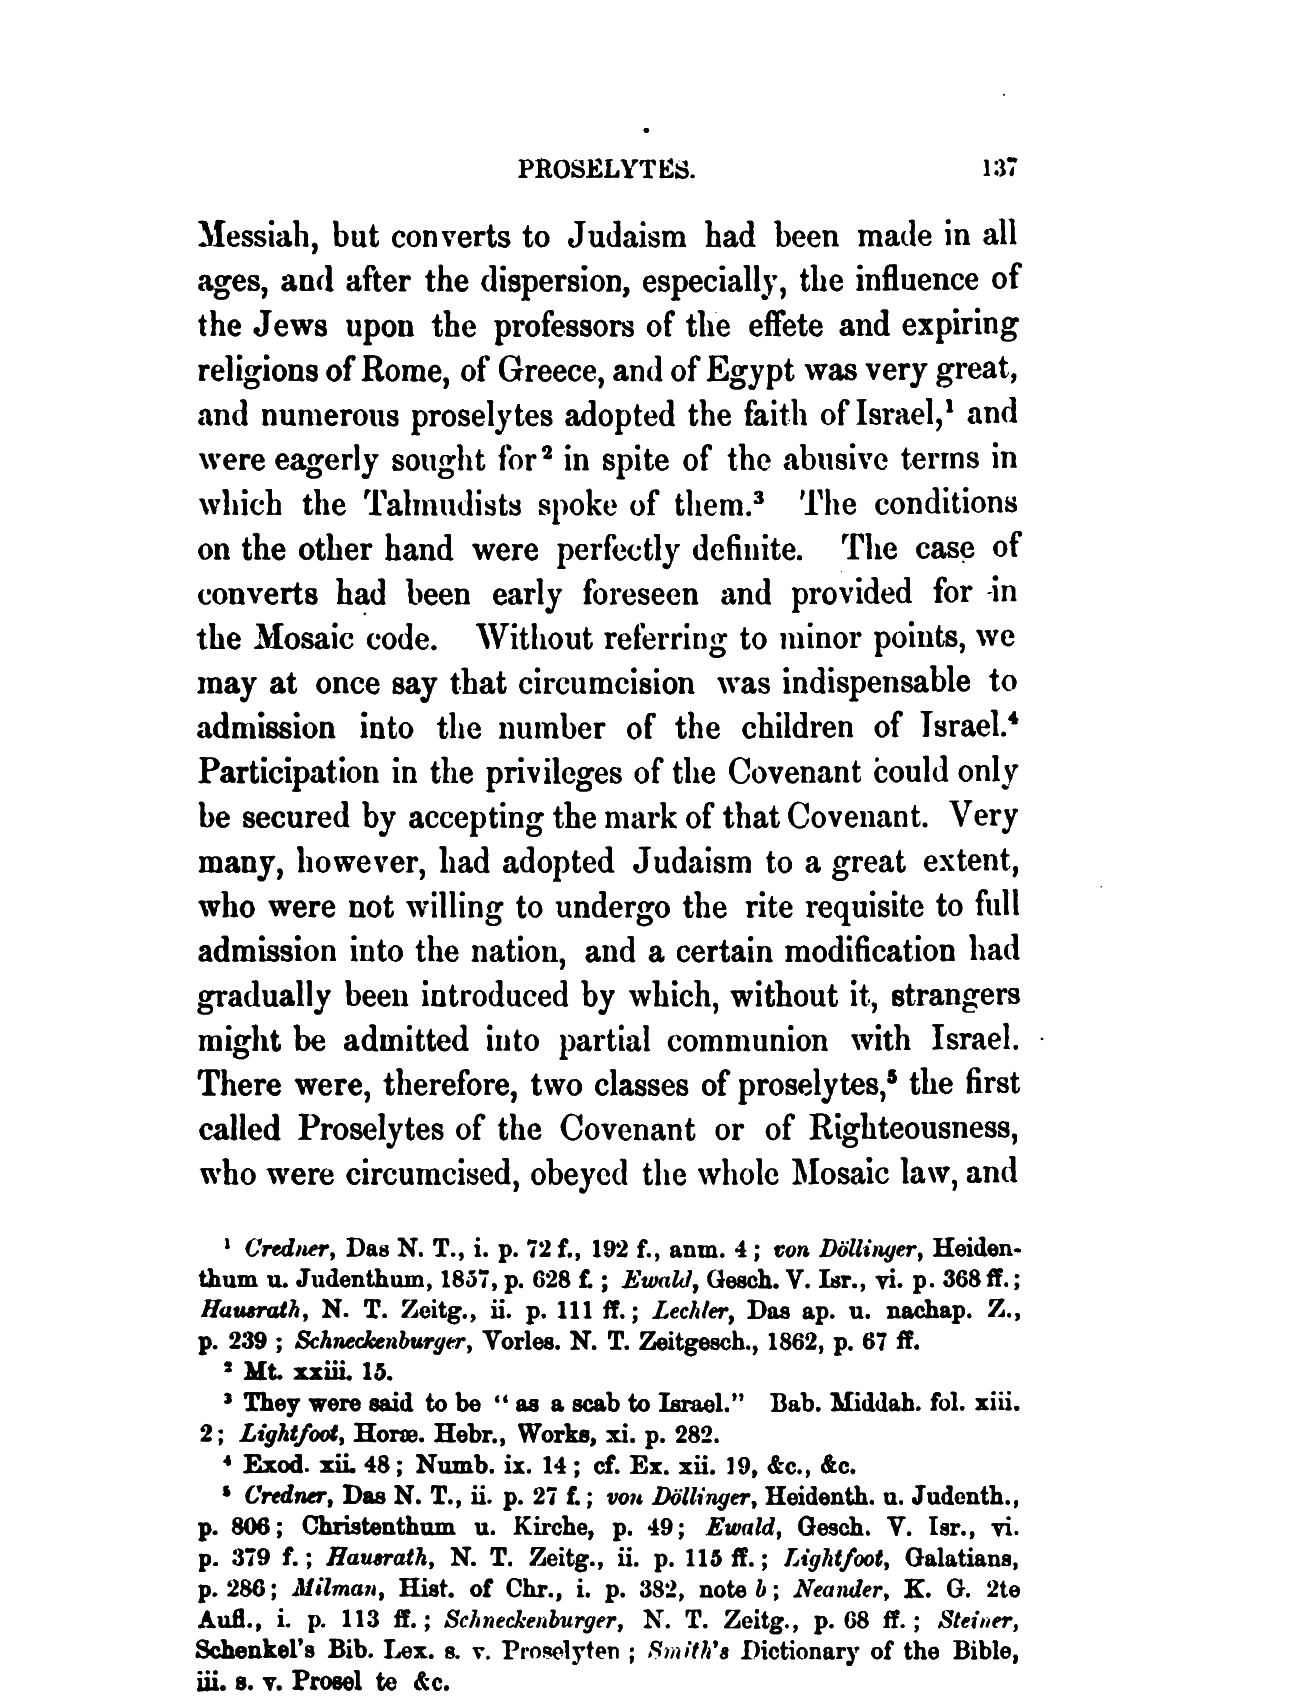 PROSELYTES. 137
Messiah, but converts to Judaism had been made in all
ages, and after the dispersion, especially, the influence of
the Jews upon the professors of the effete and expiring
religions of Rome, of Greece, and of Egypt was very great,
and numerous proselytes adopted the faith of Israel,¹ and
were eagerly sought for² in spite of the abusive terms in
which the Talmudists spoke of them.³ The conditions
on the other hand were perfectly definite. The case of
converts had been early foreseen and provided for in
the Mosaic code. Without referring to minor points, we
may at once say that circumcision was indispensable to
admission into the number of the children of Israel.⁴
Participation in the privileges of the Covenant could only
be secured by accepting the mark of that Covenant. Very
many, however, had adopted Judaism to a great extent,
who were not willing to undergo the rite requisite to full
admission into the nation, and a certain modification had
gradually been introduced by which, without it, strangers
might be admitted into partial communion with Israel.
There were, therefore, two classes of proselytes,⁵ the first
called Proselytes of the Covenant or of Righteousness,
who were circumcised, obeyed the whole Mosaic law, and
¹ Credner, Das N. T., i. p. 72 f., 192 f., anm. 4; von Döllinger, Heiden-
thum u. Judenthum, 1857, p. 628 f.; Ewald, Gesch. V. Isr., vi. p. 368 ff.;
Hausrath, N. T. Zeitg., ii. p. 111 ff.; Lechler, Das ap. u. nachap. Z.,
p. 239; Schneckenburger, Vorles. N. T. Zeitgesch., 1862, p. 67 ff.
² Mt. xxiii. 15.
³ They were said to be "as a scab to Israel." Bab. Middah. fol. xiii.
2; Lightfoot, Horæ. Hebr., Works, xi. p. 282.
⁴ Exod. xii. 48; Numb. ix. 14; cf. Ex. xii. 19, &c., &c.
⁵ Credner, Das N. T., ii. p. 27 f.; von Döllinger, Heidenth. u. Judenth.,
p. 806; Christenthum u. Kirche, p. 49; Ewald, Gesch. V. Isr., vi.
p. 379 f.; Hausrath, N. T. Zeitg., ii. p. 115 ff.; Lightfoot, Galatians,
p. 286; Milman, Hist. of Chr., i. p. 382, note b; Neander, K. G. 2te
Aufl., i. p. 113 ff.; Schneckenburger, N. T. Zeitg., p. 68 ff.; Steiner,
Schenkel's Bib. Lex. s. v. Proselyten; Smith's Dictionary of the Bible,
iii. s. v. Prosel te &c.